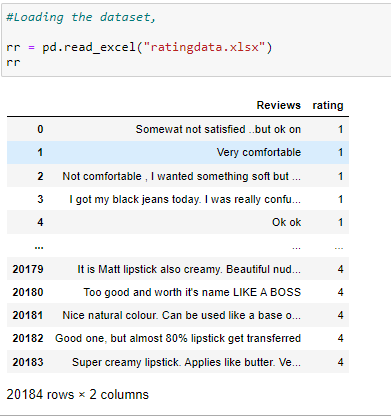 #Loading the dataset,
rr = pd.read_excel("ratingdata.xlsx")
rr
Reviews rating
0 Somewat not satisfied ..but ok on 1
1 Very comfortable 1
2 Not comfortable , I wanted something soft but ... 1
3 I got my black jeans today. I was really confu... 1
4 Ok ok 1
... ... ...
20179 It is Matt lipstick also creamy. Beautiful nud... 4
20180 Too good and worth it's name LIKE A BOSS 4
20181 Nice natural colour. Can be used like a base o... 4
20182 Good one, but almost 80% lipstick get transferred 4
20183 Super creamy lipstick. Applies like butter. Ve... 4
20184 rows × 2 columns